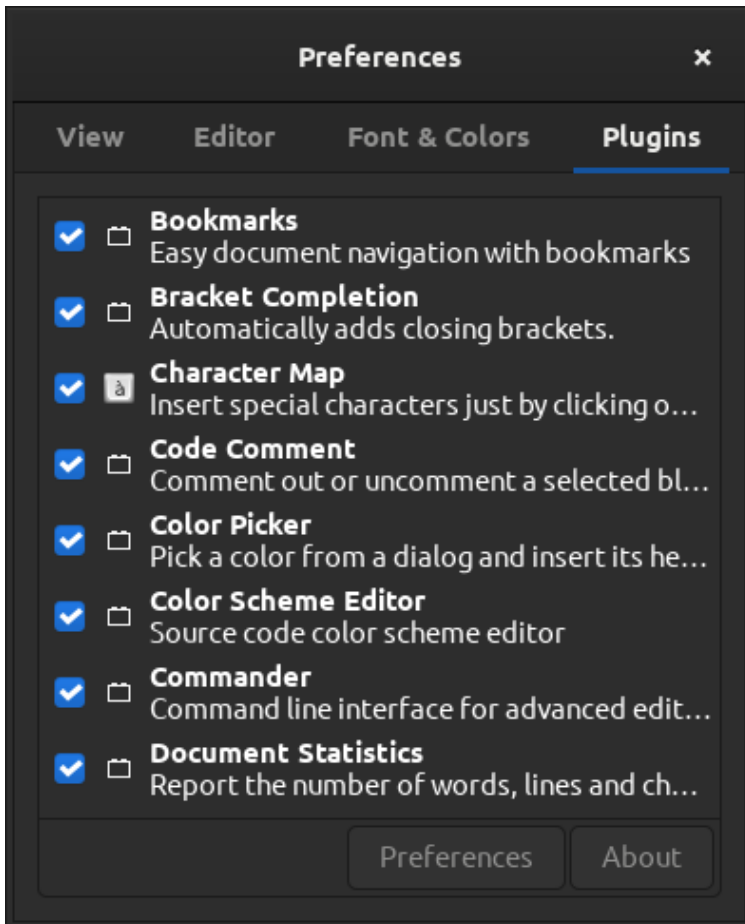 Preferences ×
View Editor Font & Colors Plugins
Bookmarks
Easy document navigation with bookmarks
Bracket Completion
Automatically adds closing brackets.
à
Character Map
Insert special characters just by clicking o…
Code Comment
Comment out or uncomment a selected bl…
Color Picker
Pick a color from a dialog and insert its he…
Color Scheme Editor
Source code color scheme editor
Commander
Command line interface for advanced edit…
Document Statistics
Report the number of words, lines and ch…
Preferences About